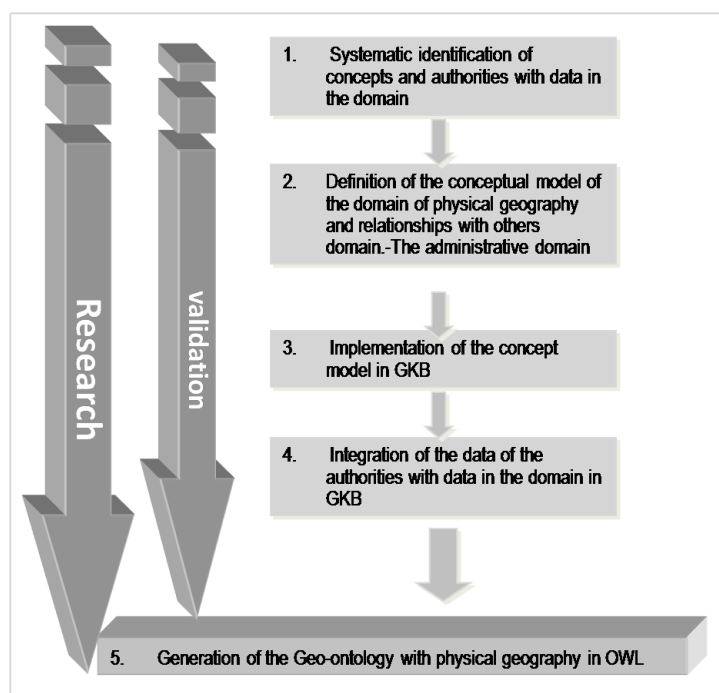 Research
validation
1. Systematic identification of
concepts and authorities with data in
the domain
2. Definition of the conceptual model of
the domain of physical geography
and relationships with others
domain.-The administrative domain
3. Implementation of the concept
model in GKB
4. Integration of the data of the
authorities with data in the domain in
GKB
5. Generation of the Geo-ontology with physical geography in OWL